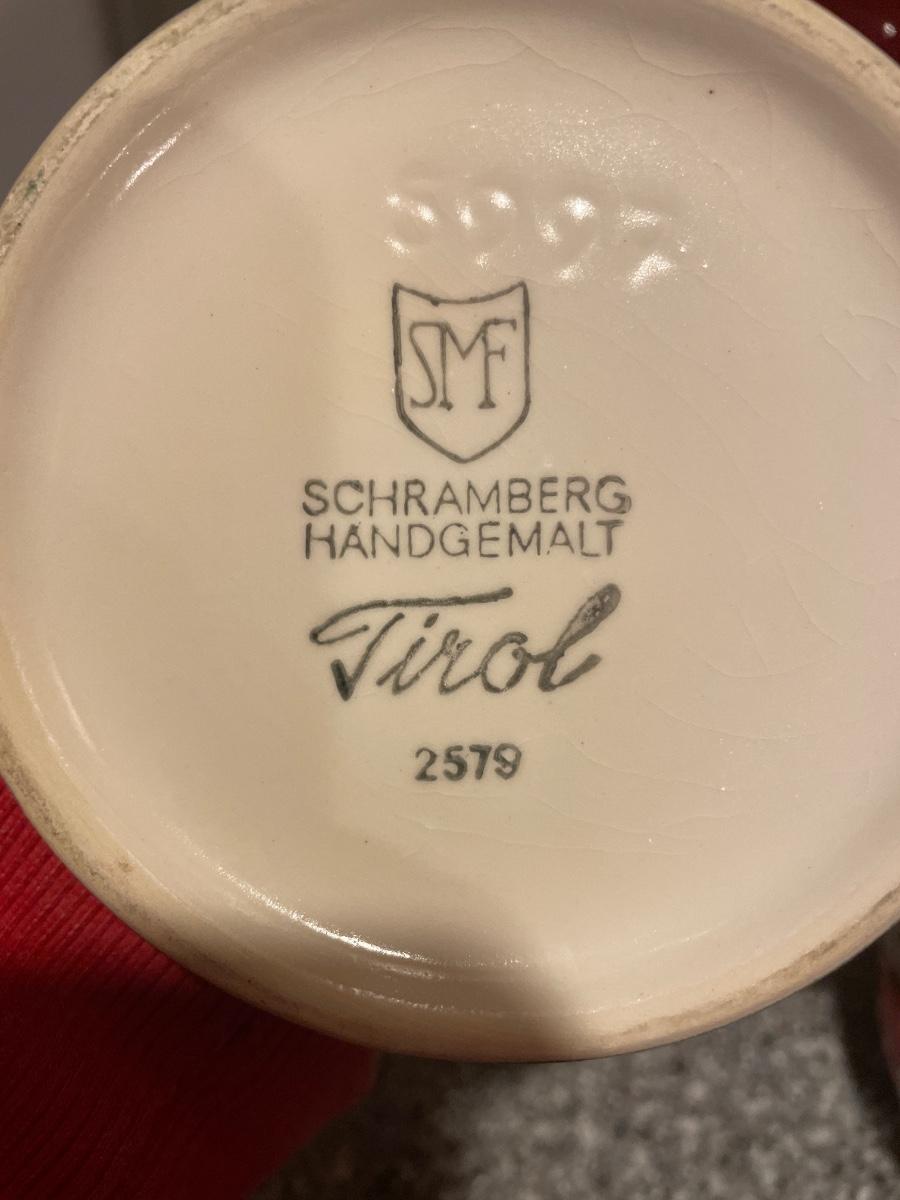 SMF
SCHRAMBERG
HANDGEMALT
Tirol
2579